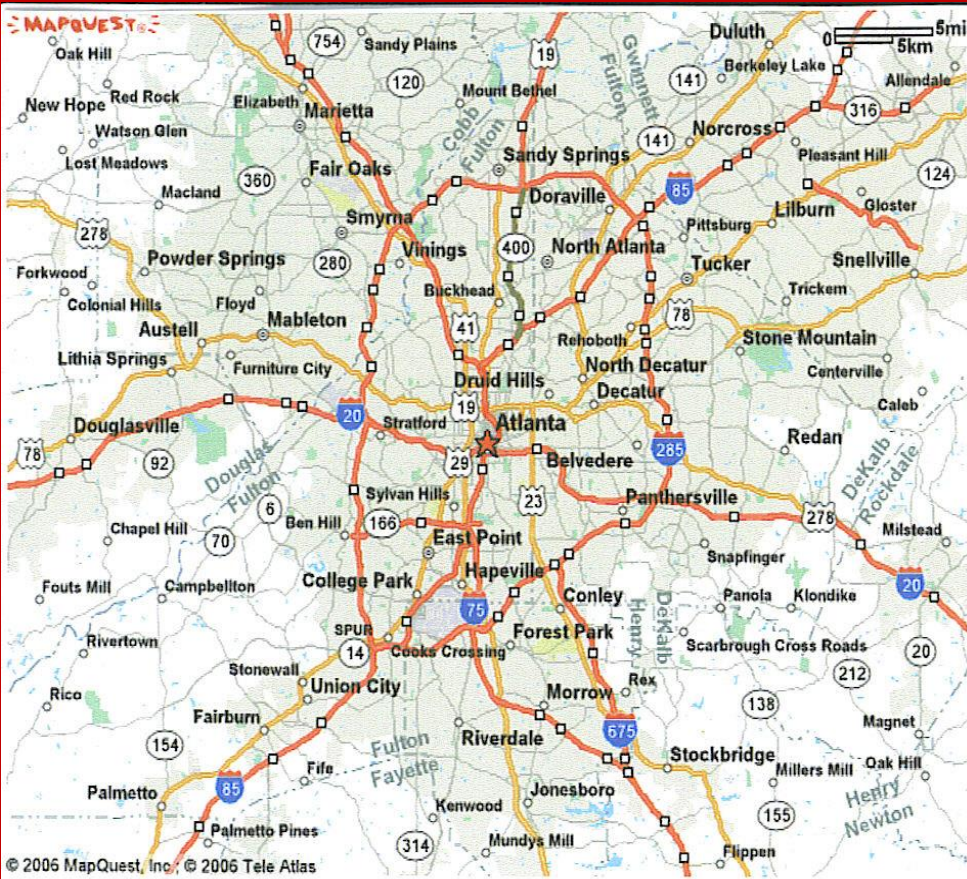 MAPQUEST
Oak Hill
754
Sandy Plains
19
Duluth
0 5mi
5km
Gwinnett
Fulton
141
Berkeley Lake
Allendale
120
New Hope
Red Rock
Elizabeth
Marietta
Mount Bethel
Cobb
Fulton
316
Watson Glen
141
Norcross
Lost Meadows
Fair Oaks
Sandy Springs
Pleasant Hill
360
Macland
Doraville
85
124
Smyrna
Lilburn
Gloster
278
Vinings
400
North Atlanta
Pittsburg
Powder Springs
280
Tucker
Snellville
Forkwood
Colonial Hills
Floyd
Buckhead
Trickem
Austell
Mableton
41
78
Rehoboth
Stone Mountain
Lithia Springs
Furniture City
North Decatur
Centerville
Druid Hills
Decatur
Caleb
20
19
Atlanta
Douglasville
Stratford
Redan
78
92
Douglas
Fulton
29
Belvedere
285
DeKalb
Rockdale
Sylvan Hills
23
Panthersville
6
278
Chapel Hill
70
Ben Hill
166
East Point
Milstead
Snapfinger
Hapeville
20
Fouts Mill
Campbellton
College Park
75
Conley
Panola
Klondike
DeKalb
Henry
SPUR
14
Rivertown
Cooks Crossing
Forest Park
Scarbrough Cross Roads
20
Stonewall
212
Rico
Union City
Morrow
Rex
138
Fairburn
Riverdale
675
Magnet
154
Fulton
Fayette
Stockbridge
Oak Hill
Fife
Millers Mill
85
Palmetto
Jonesboro
Henry
Newton
Kenwood
155
Palmetto Pines
314
Mundys Mill
Flippen
© 2006 MapQuest, Inc.; © 2006 Tele Atlas